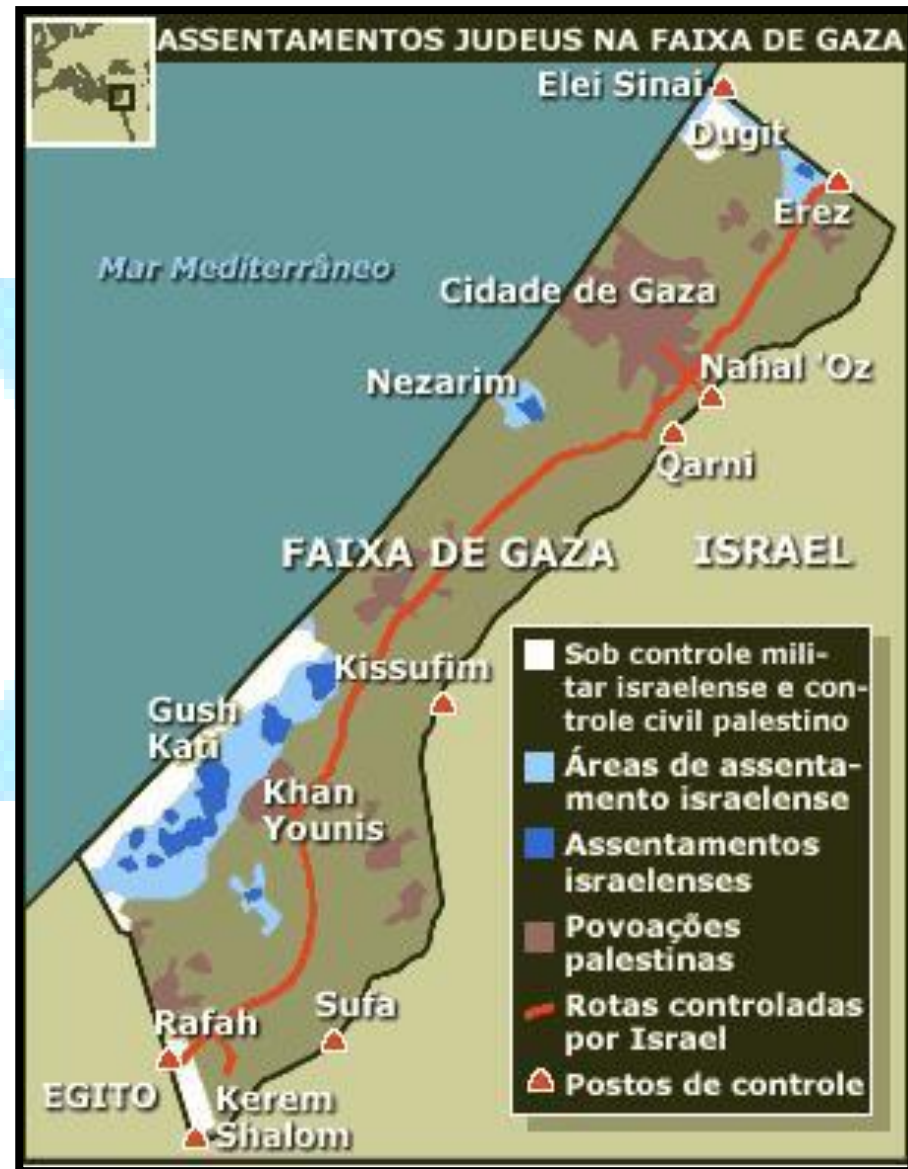 ASSENTAMENTOS JUDEUS NA FAIXA DE GAZA
Elei Sinai
Dugit
Erez
Mar Mediterrâneo
Cidade de Gaza
Nezarim
Nahal 'Oz
Qarni
FAIXA DE GAZA
ISRAEL
Kissufim
Gush
Kati
Khan
Younis
Rafah
Sufa
EGITO
Kerem
Shalom
Sob controle mili-
tar israelense e con-
trole civil palestino
Áreas de assenta-
mento israelense
Assentamentos
israelenses
Povoações
palestinas
Rotas controladas
por Israel
Postos de controle